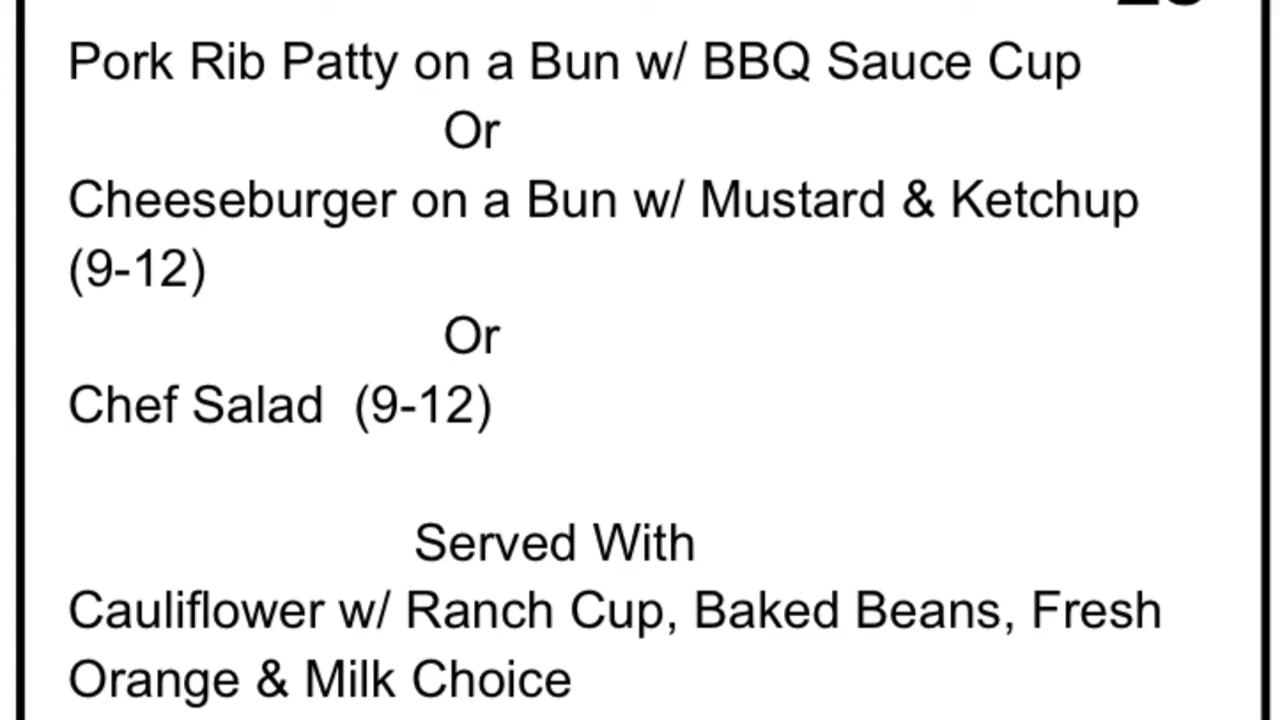 Pork Rib Patty on a Bun w/ BBQ Sauce Cup
Or
Cheeseburger on a Bun w/ Mustard & Ketchup
(9-12)
Or
Chef Salad  (9-12)
Served With
Cauliflower w/ Ranch Cup, Baked Beans, Fresh
Orange & Milk Choice